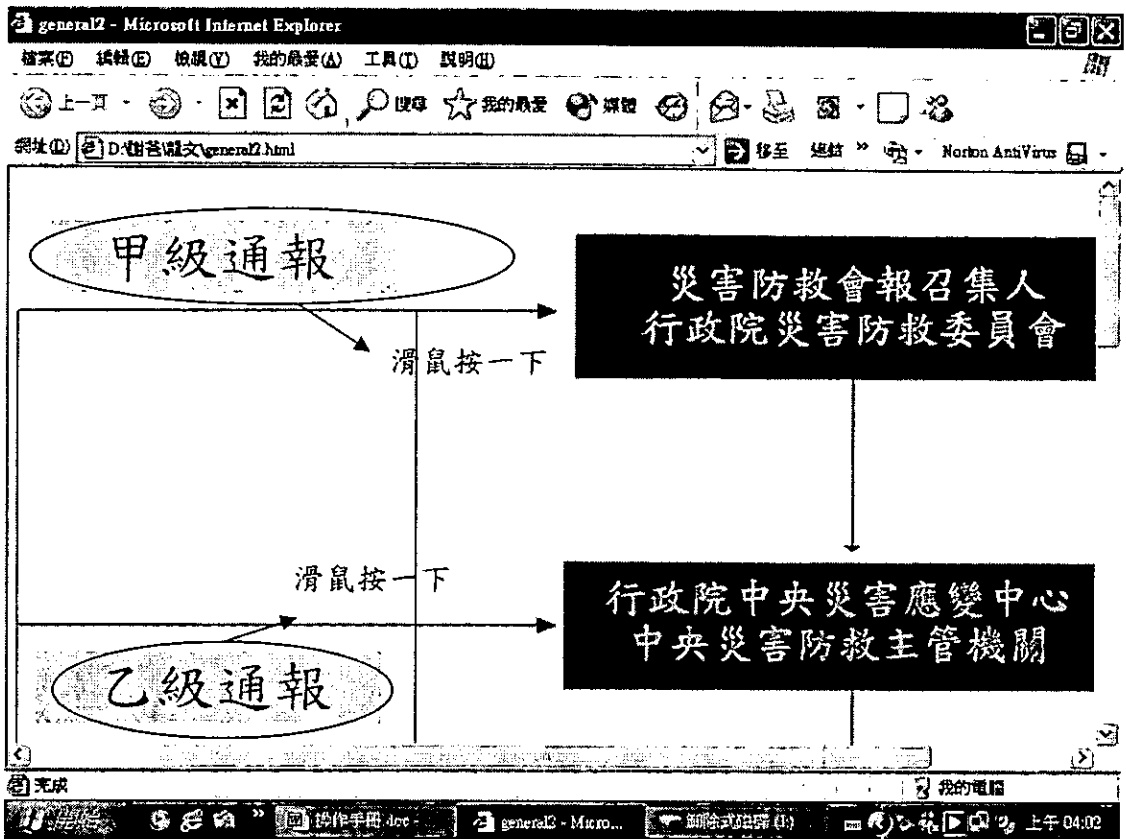 general2 - Microsoft Internet Explorer
檔案(F) 編輯(E) 檢視(V) 我的最愛(A) 工具(T) 說明(H)
上一頁 搜尋 我的最愛 媒體
網址(D) general2.html 移至 連結 » Norton AntiVirus
甲級通報
災害防救會報召集人
行政院災害防救委員會
滑鼠按一下
滑鼠按一下
行政院中央災害應變中心
中央災害防救主管機關
乙級通報
完成 我的電腦
操作手冊.doc - general2 - Micro... 上午 04:02